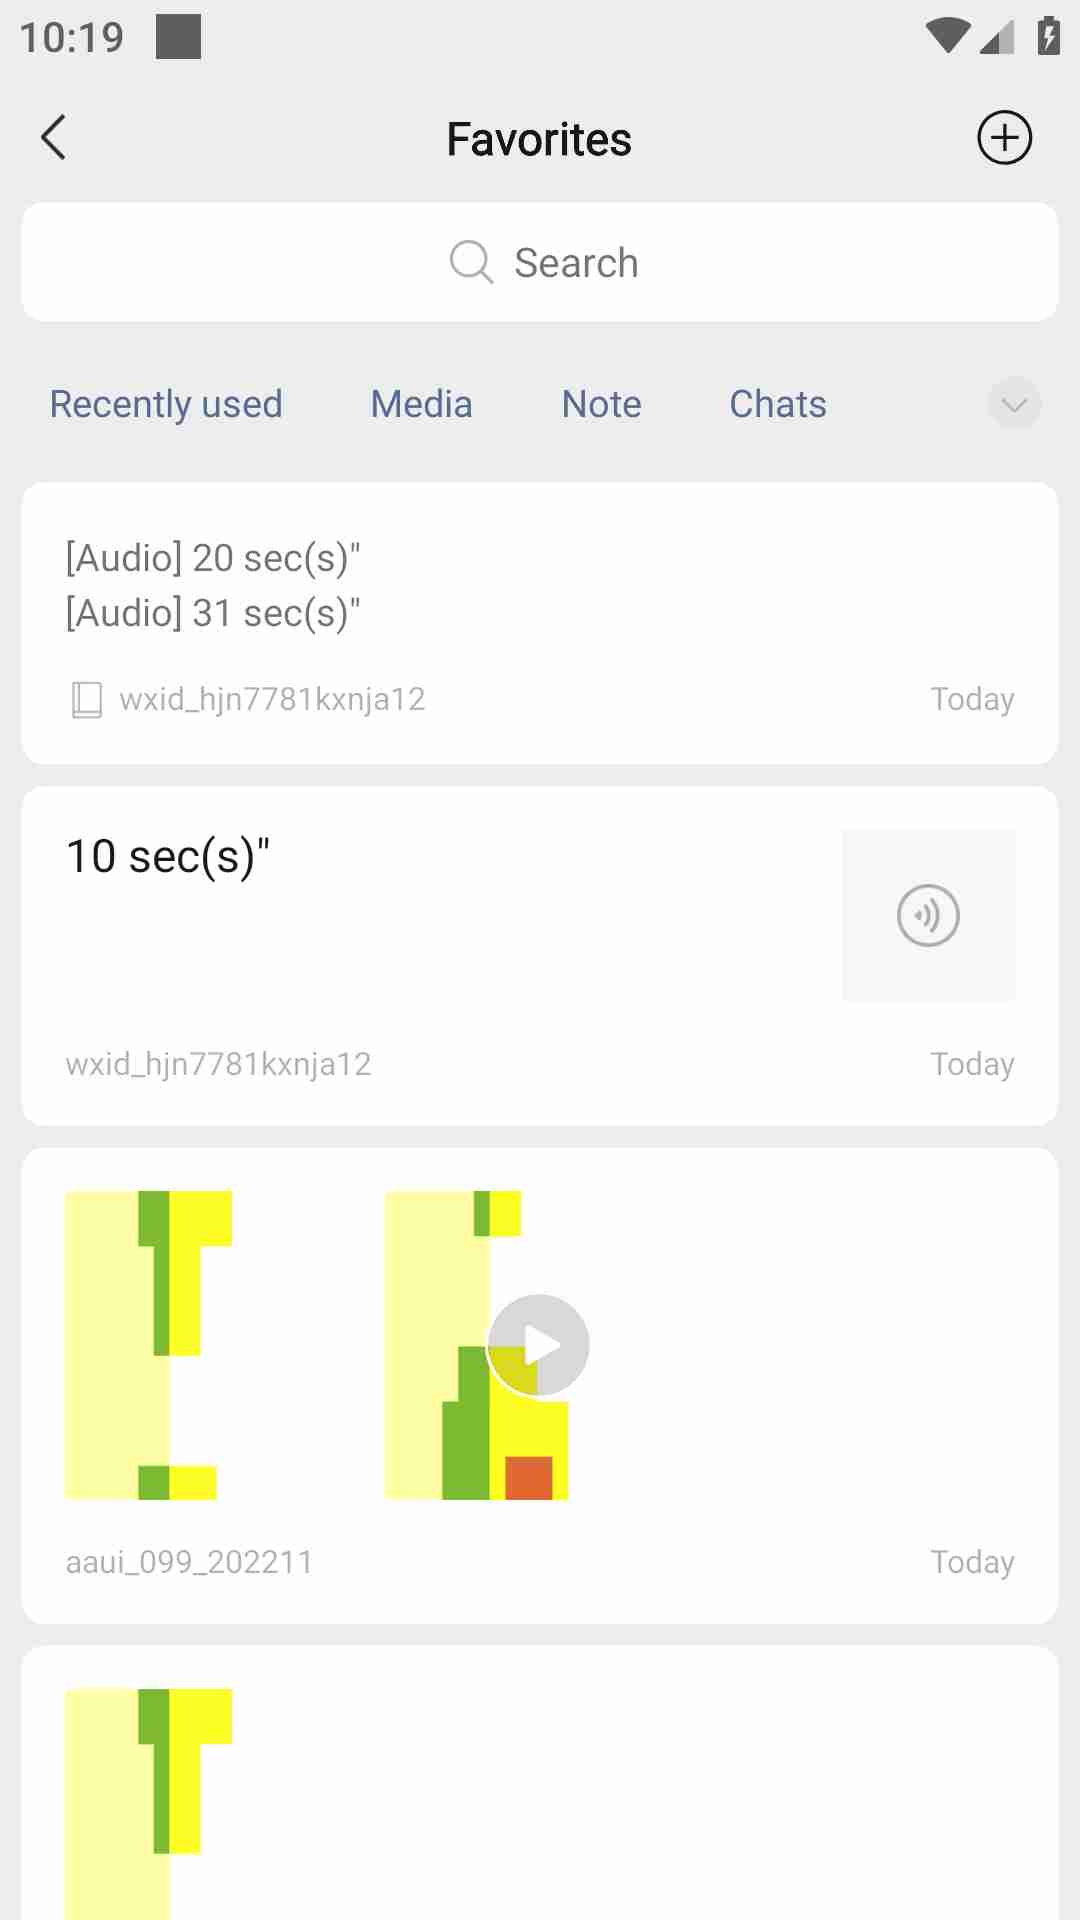 10:19
Favorites
Search
Recently used Media Note Chats
[Audio] 20 sec(s)"
[Audio] 31 sec(s)"
wxid_hjn7781kxnja12 Today
10 sec(s)"
wxid_hjn7781kxnja12 Today
aaui_099_202211 Today